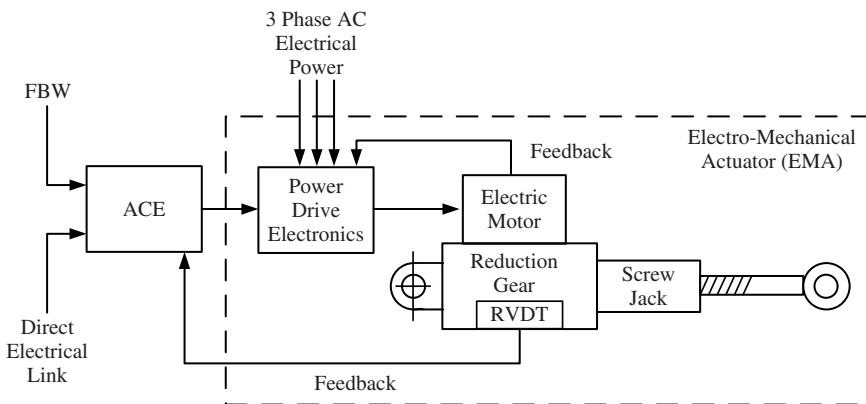 3 Phase AC
Electrical
Power
FBW
Electro-Mechanical
Actuator (EMA)
Feedback
ACE
Power
Drive
Electronics
Electric
Motor
Reduction
Gear
Screw
Jack
RVDT
Direct
Electrical
Link
Feedback